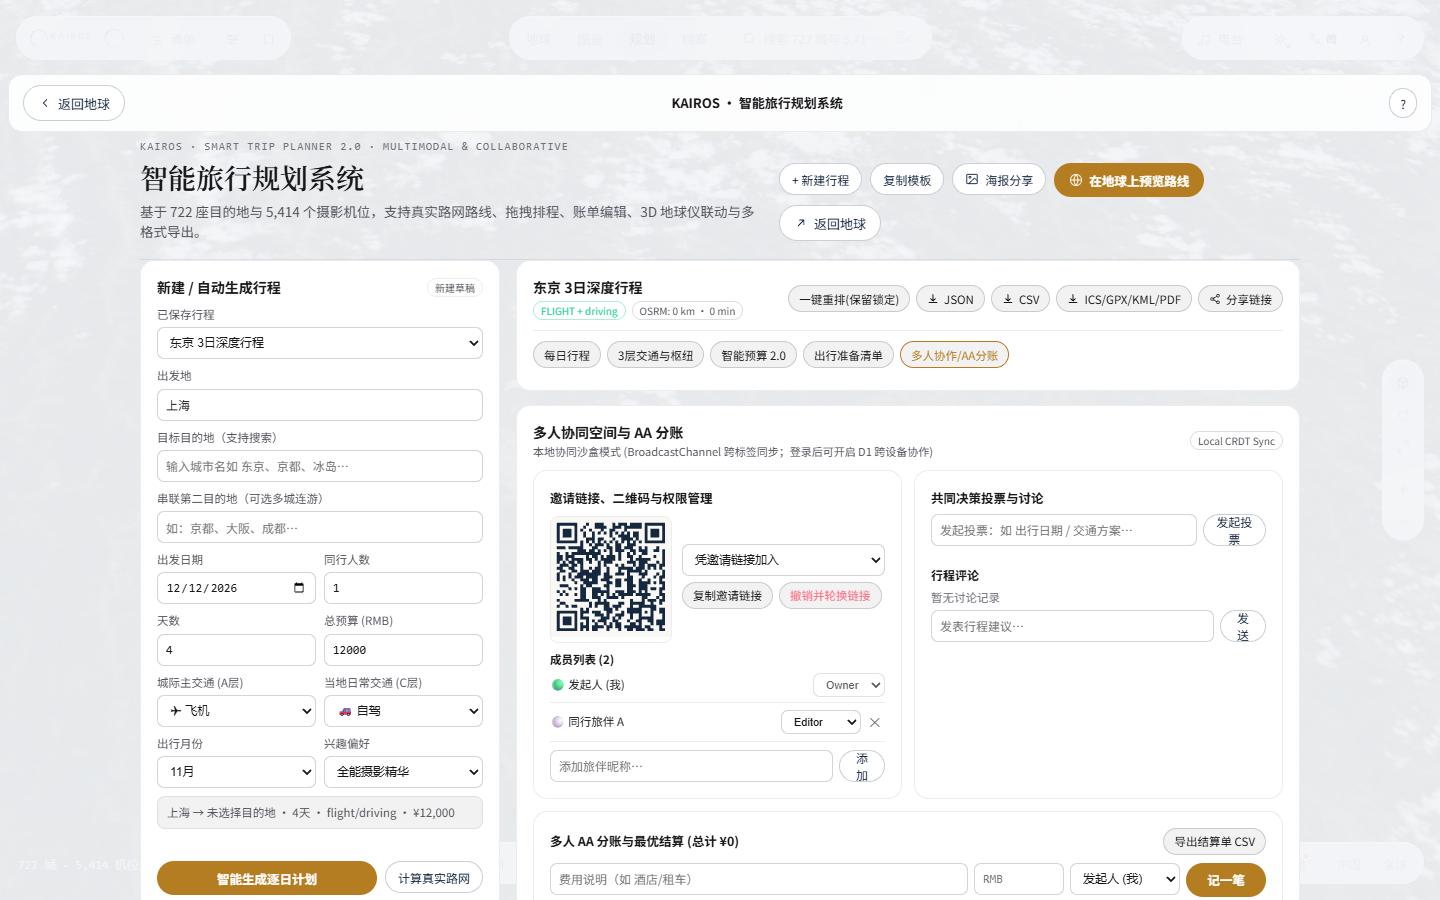 KAIROS
地球
规划
搜索 722 城与 5,41
电台
返回地球
KAIROS • 智能旅行规划系统
?
KAIROS · SMART TRIP PLANNER 2.0 · MULTIMODAL & COLLABORATIVE
智能旅行规划系统
基于 722 座目的地与 5,414 个摄影机位，支持真实路网路线、拖拽排程、账单编辑、3D 地球仪联动与多
格式导出。
+ 新建行程
复制模板
海报分享
在地球上预览路线
返回地球
新建 / 自动生成行程
新建草稿
已保存行程
东京 3日深度行程
出发地
上海
目标目的地（支持搜索）
输入城市名如 东京、京都、冰岛…
串联第二目的地（可选多城连游）
如：京都、大阪、成都…
出发日期
同行人数
12/12/2026
1
天数
总预算 (RMB)
4
12000
城际主交通 (A层)
当地日常交通 (C层)
✈ 飞机
🚗 自驾
出行月份
兴趣偏好
11月
全能摄影精华
上海 → 未选择目的地 • 4天 • flight/driving • ¥12,000
智能生成逐日计划
计算真实路网
东京 3日深度行程
FLIGHT + driving
OSRM: 0 km • 0 min
一键重排(保留锁定)
JSON
CSV
ICS/GPX/KML/PDF
分享链接
每日行程
3层交通与枢纽
智能预算 2.0
出行准备清单
多人协作/AA分账
多人协同空间与 AA 分账
本地协同沙盒模式 (BroadcastChannel 跨标签同步；登录后可开启 D1 跨设备协作)
Local CRDT Sync
邀请链接、二维码与权限管理
凭邀请链接加入
复制邀请链接
撤销并轮换链接
成员列表 (2)
发起人 (我)
Owner
同行旅伴 A
Editor
添加旅伴昵称…
添
加
共同决策投票与讨论
发起投票：如 出行日期 / 交通方案…
发起投
票
行程评论
暂无讨论记录
发表行程建议…
发
送
多人 AA 分账与最优结算 (总计 ¥0)
导出结算单 CSV
费用说明（如 酒店/租车）
RMB
发起人 (我)
记一笔
722 城 · 5,414 机位